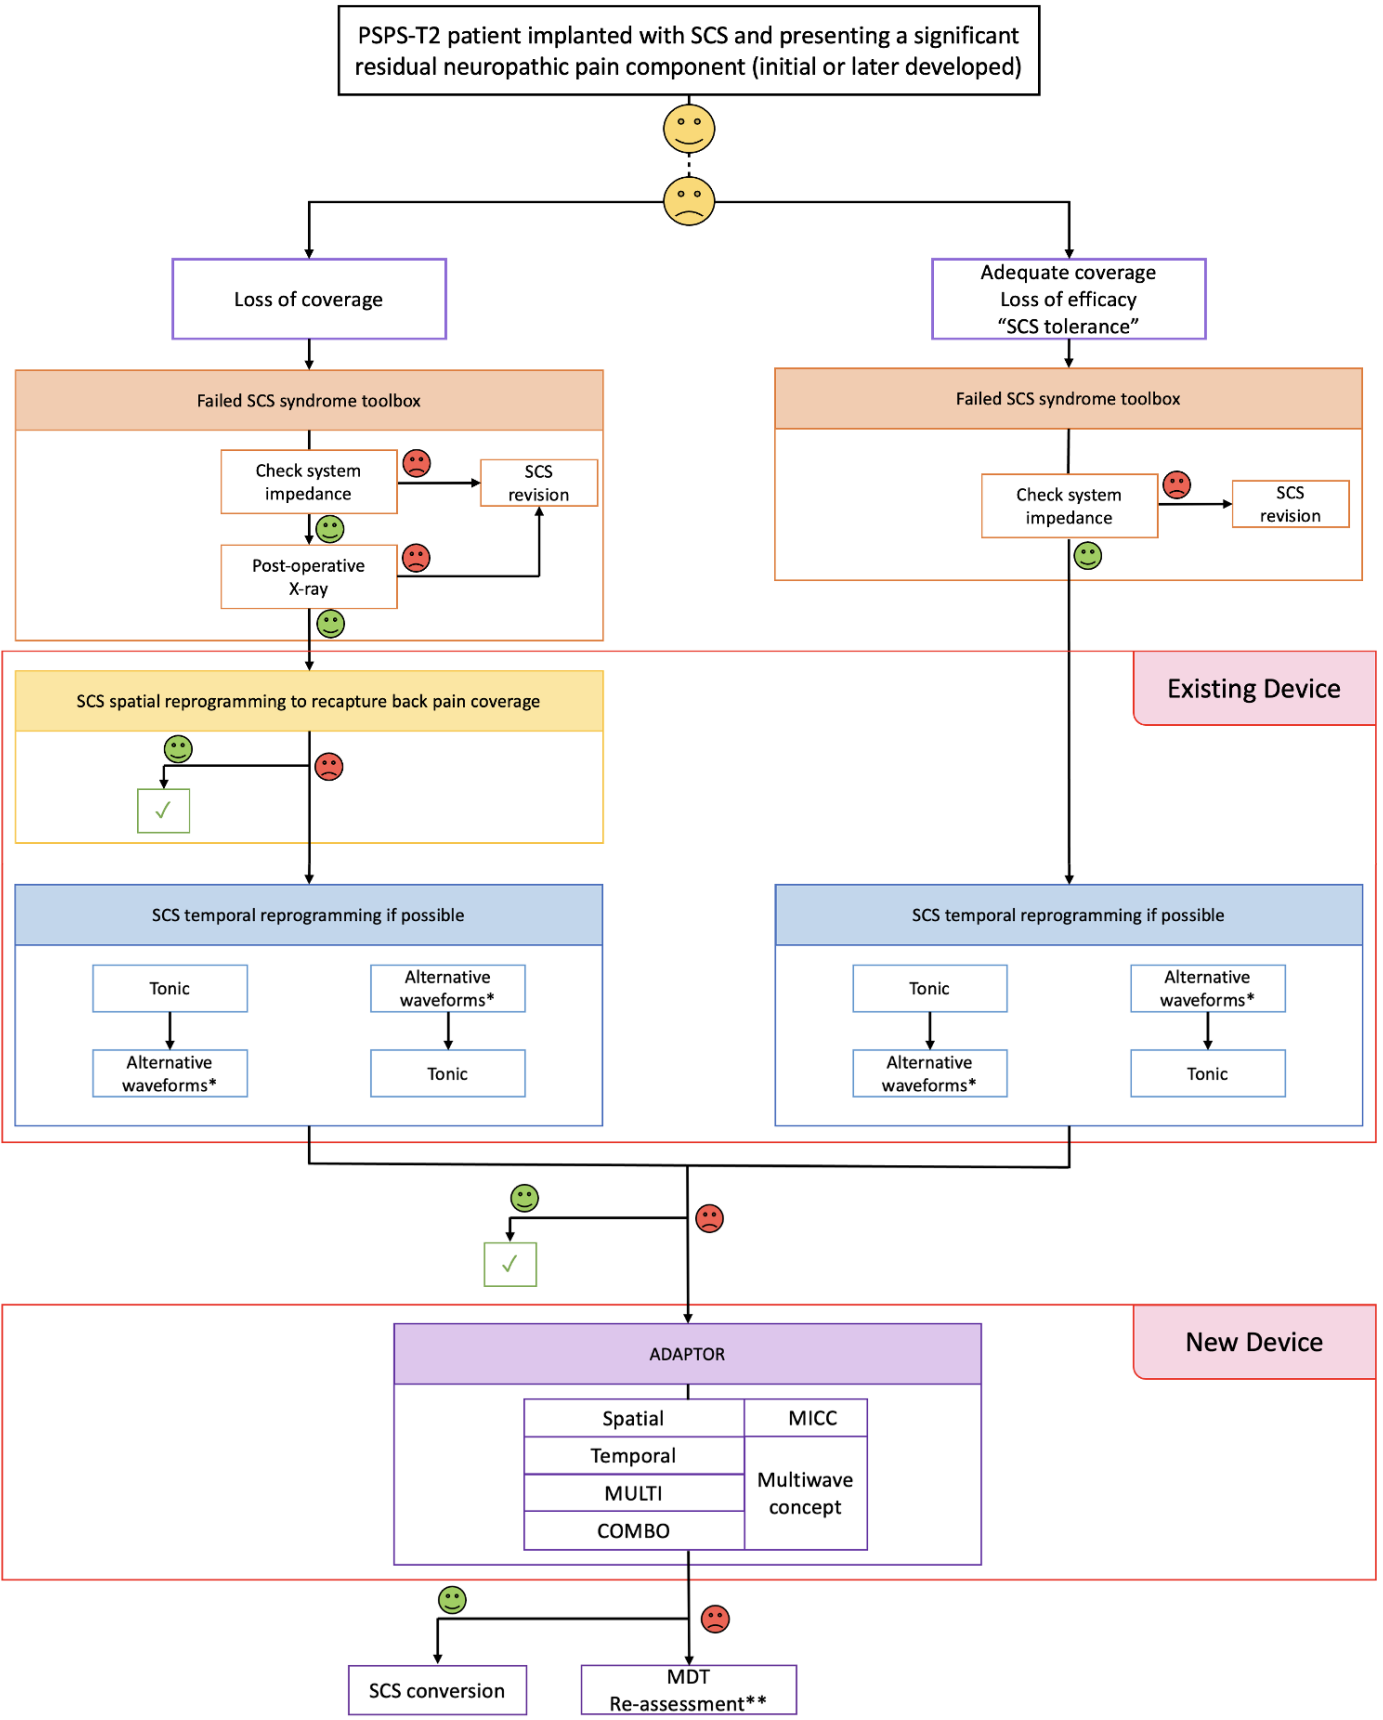 PSPS-T2 patient implanted with SCS and presenting a significant
residual neuropathic pain component (initial or later developed)
Loss of coverage
Adequate coverage
Loss of efficacy
“SCS tolerance”
Failed SCS syndrome toolbox
Check system
impedance
SCS
revision
Post-operative
X-ray
Failed SCS syndrome toolbox
Check system
impedance
SCS
revision
Existing Device
SCS spatial reprogramming to recapture back pain coverage
✓
SCS temporal reprogramming if possible
Tonic
Alternative
waveforms*
Alternative
waveforms*
Tonic
SCS temporal reprogramming if possible
Tonic
Alternative
waveforms*
Alternative
waveforms*
Tonic
✓
New Device
ADAPTOR
Spatial
MICC
Temporal
MULTI
COMBO
Multiwave
concept
SCS conversion
MDT
Re-assessment**